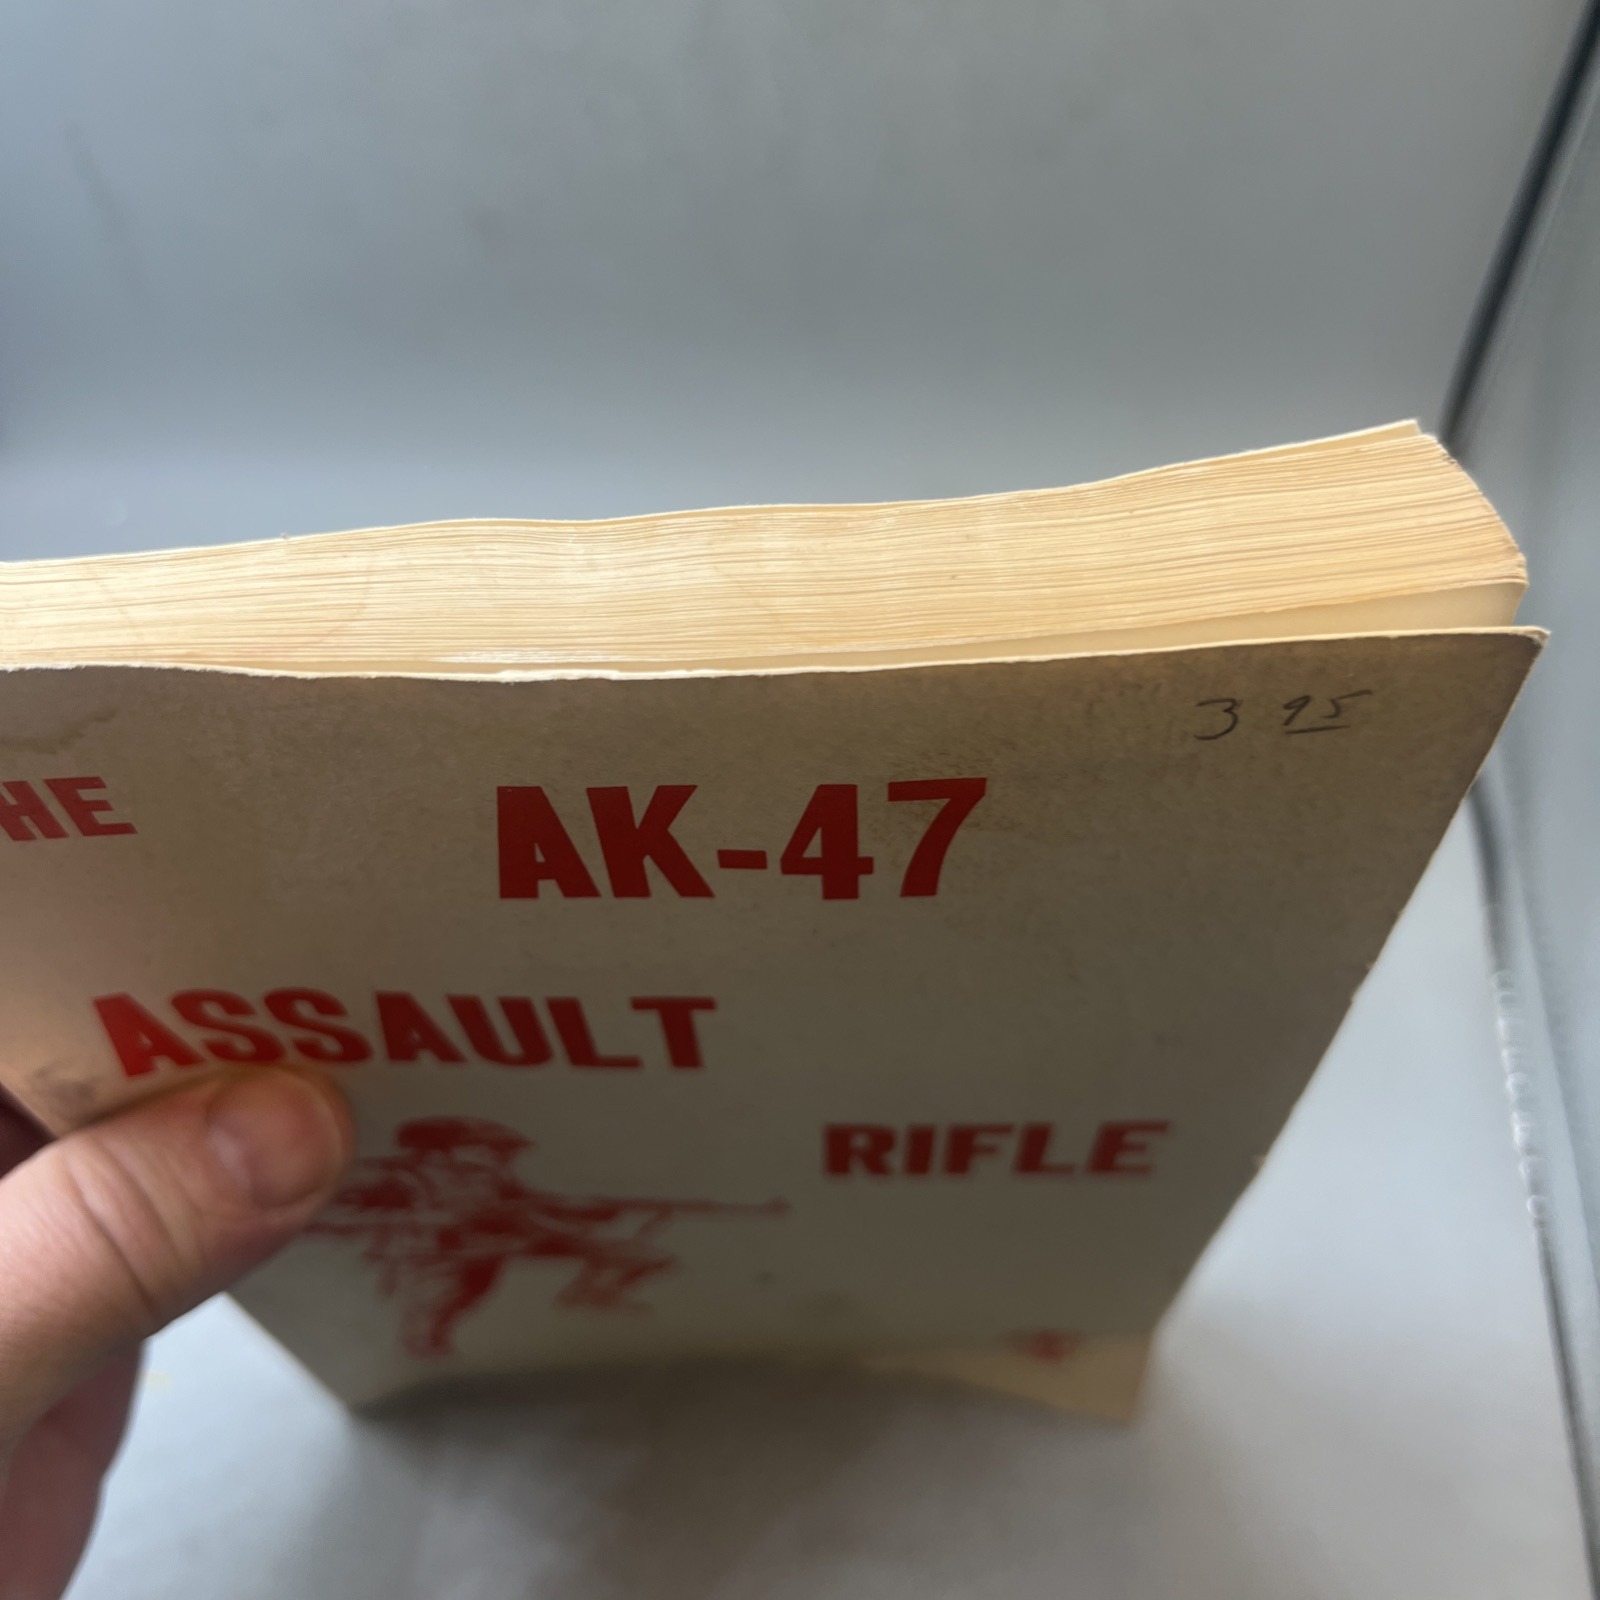 3 95
HE AK-47
ASSAULT
RIFLE